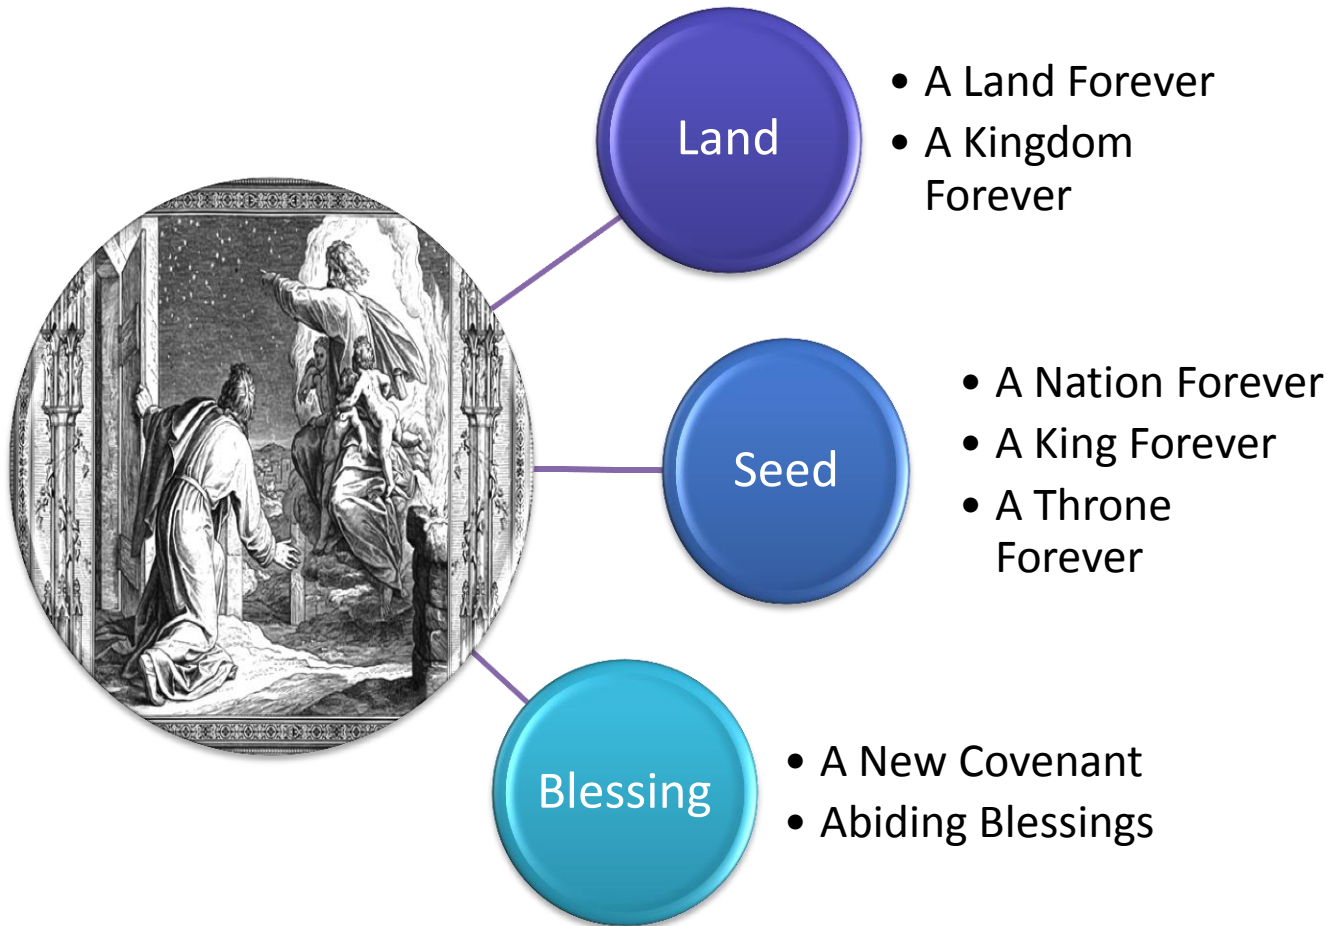 Land
• A Land Forever
• A Kingdom
Forever
Seed
• A Nation Forever
• A King Forever
• A Throne
Forever
Blessing
• A New Covenant
• Abiding Blessings